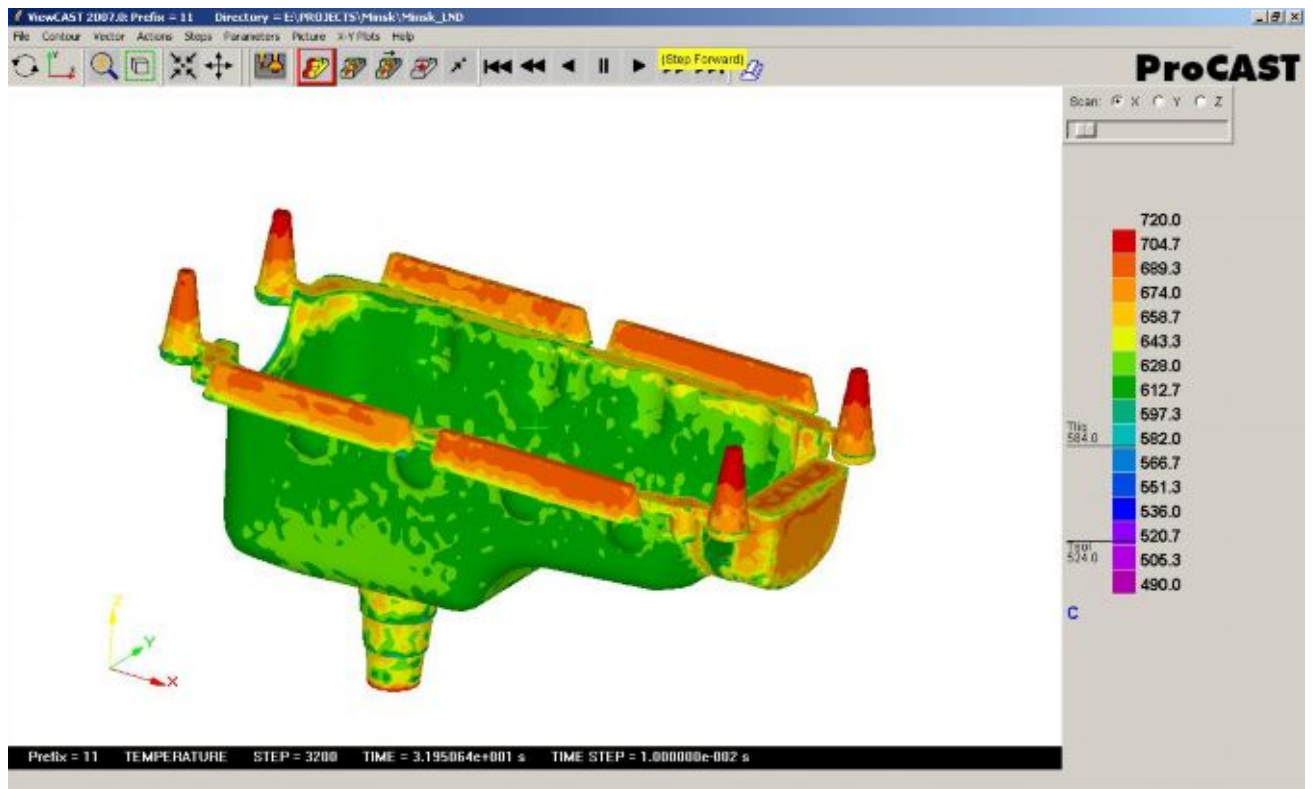 ViewCAST 2007.0: Prefix = 11 Directory = E:\PROJECTS\Minsk\Minsk_LND
File Contour Vector Actions Steps Parameters Picture X-Y Plots Help
(Step Forward)
ProCAST
Scan: X Y Z
720.0
704.7
689.3
674.0
658.7
643.3
628.0
612.7
597.3
Tliq
584.0
582.0
566.7
551.3
536.0
520.7
Tsol
524.0
505.3
490.0
C
Z
Y
X
Prefix = 11 TEMPERATURE STEP = 3200 TIME = 3.195064e+001 s TIME STEP = 1.000000e-002 s